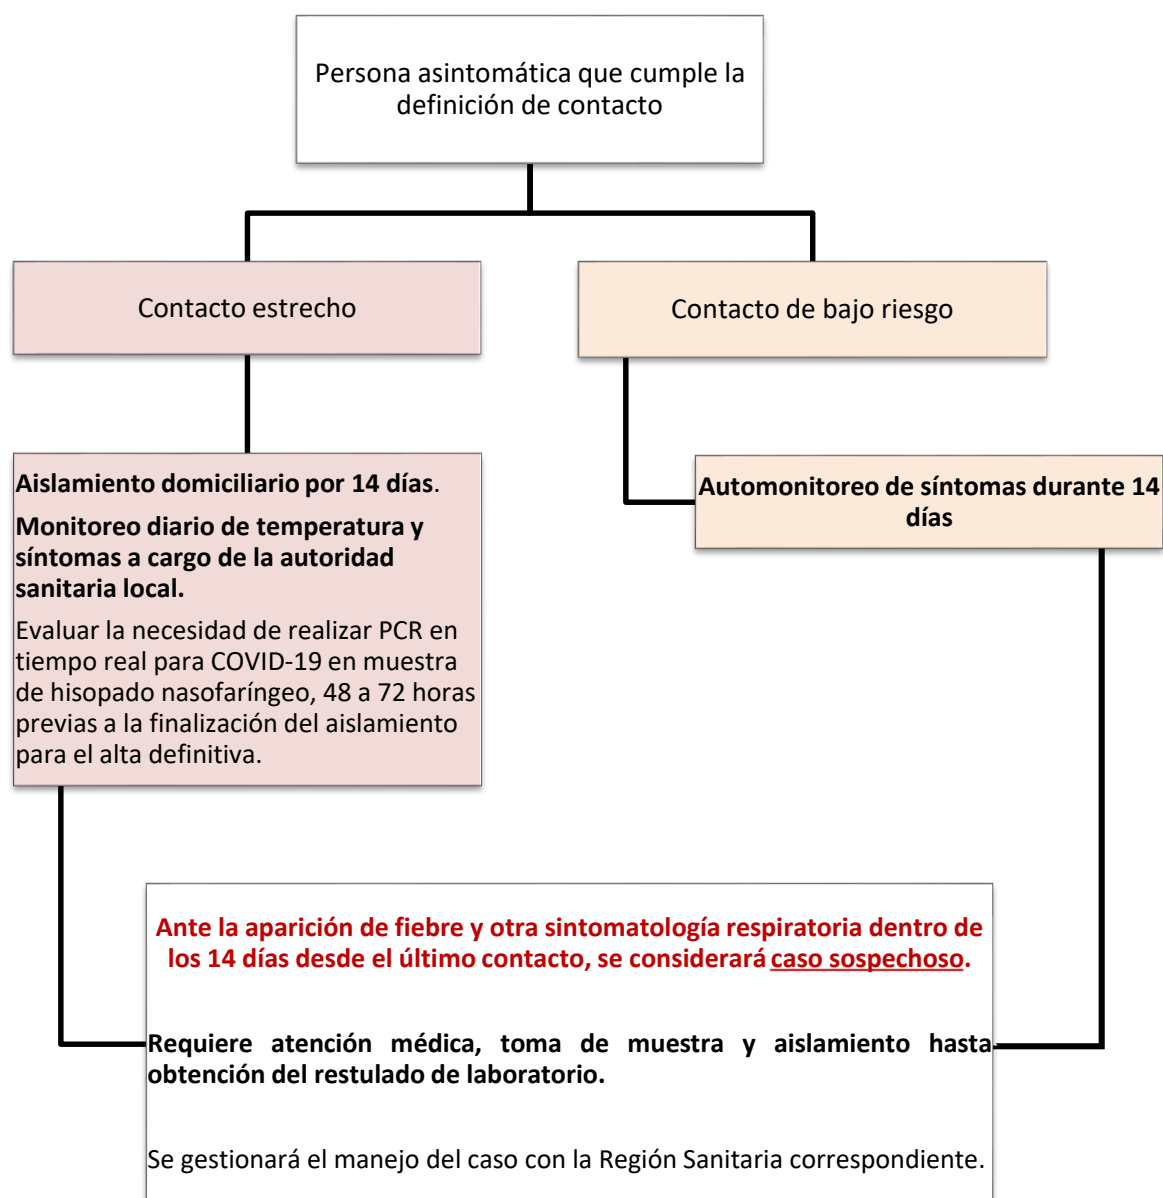 Persona asintomática que cumple la
definición de contacto
Contacto estrecho
Contacto de bajo riesgo
Aislamiento domiciliario por 14 días.
Monitoreo diario de temperatura y
síntomas a cargo de la autoridad
sanitaria local.
Evaluar la necesidad de realizar PCR en
tiempo real para COVID-19 en muestra
de hisopado nasofaríngeo, 48 a 72 horas
previas a la finalización del aislamiento
para el alta definitiva.
Automonitoreo de síntomas durante 14
días
Ante la aparición de fiebre y otra sintomatología respiratoria dentro de
los 14 días desde el último contacto, se considerará caso sospechoso.
Requiere atención médica, toma de muestra y aislamiento hasta
obtención del restulado de laboratorio.
Se gestionará el manejo del caso con la Región Sanitaria correspondiente.